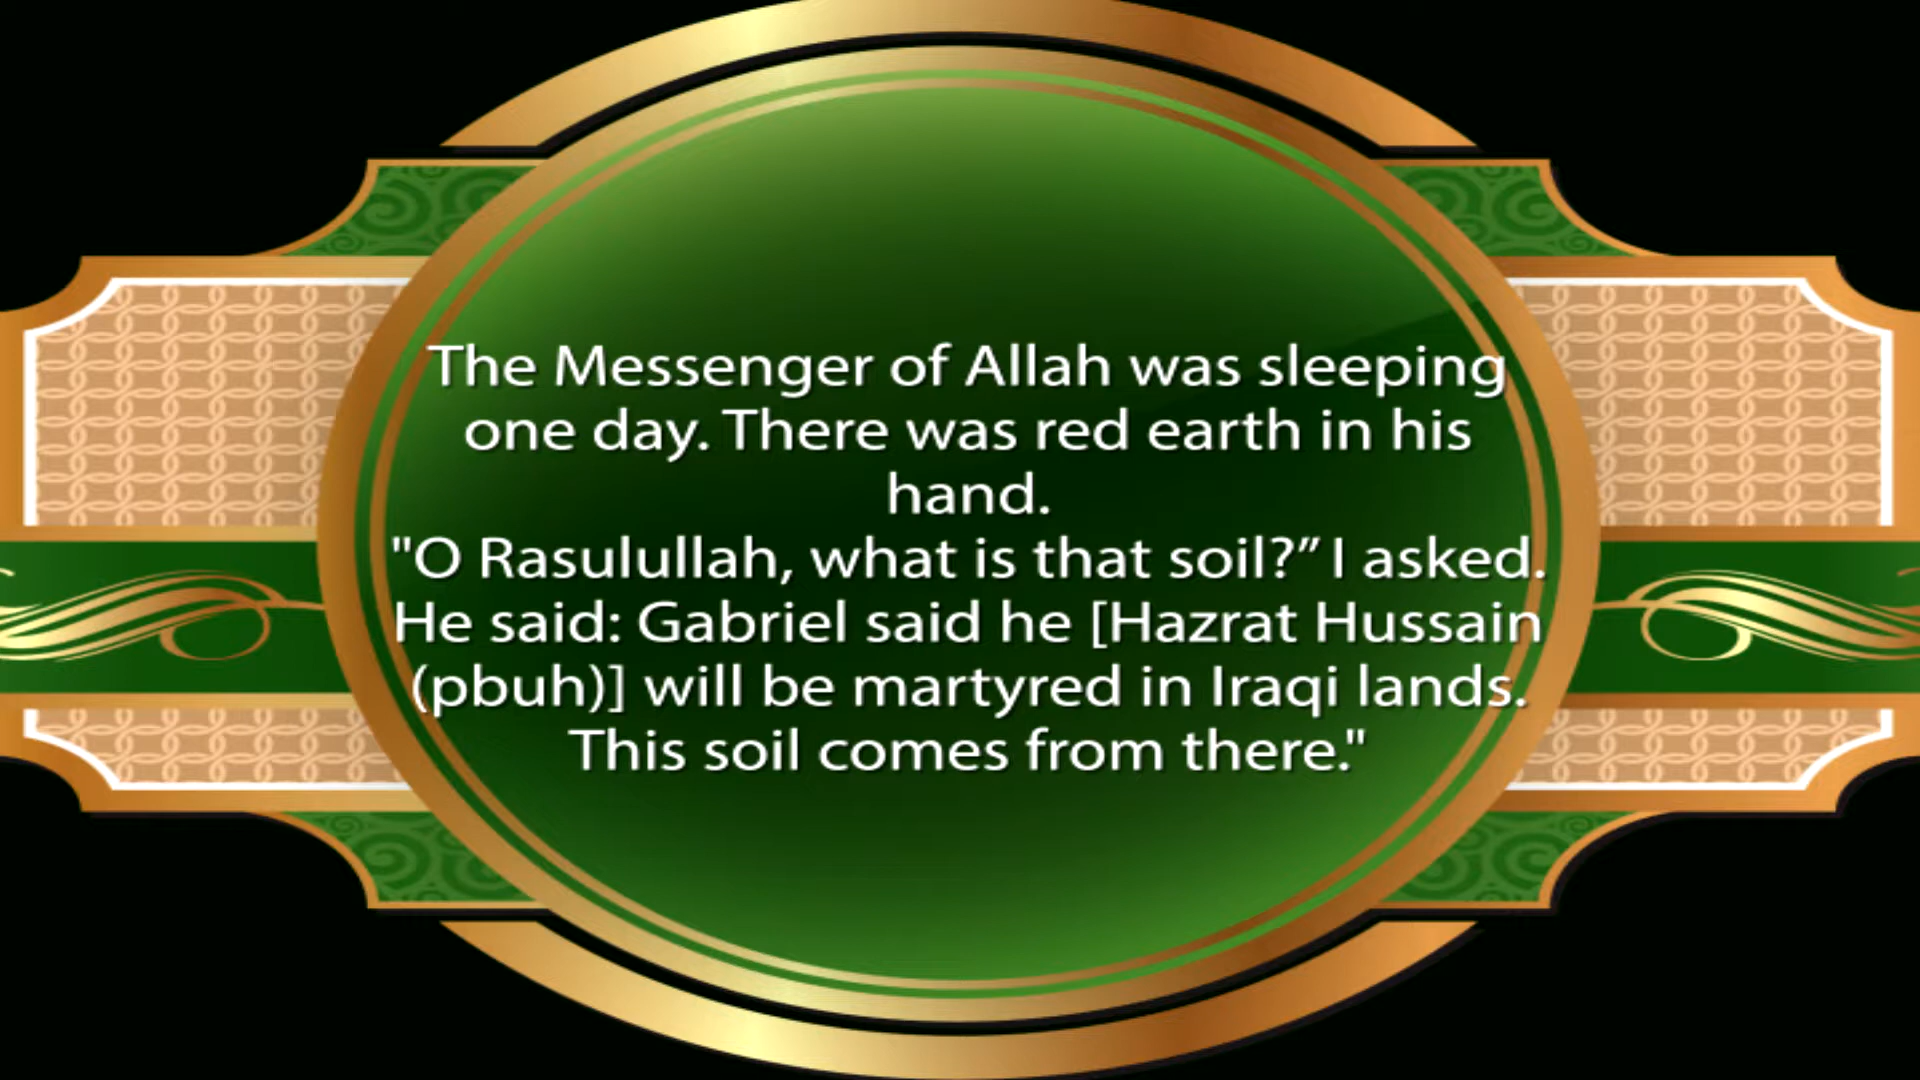 The Messenger of Allah was sleeping
one day. There was red earth in his
hand.
"O Rasulullah, what is that soil?” I asked.
He said: Gabriel said he [Hazrat Hussain
(pbuh)] will be martyred in Iraqi lands.
This soil comes from there."